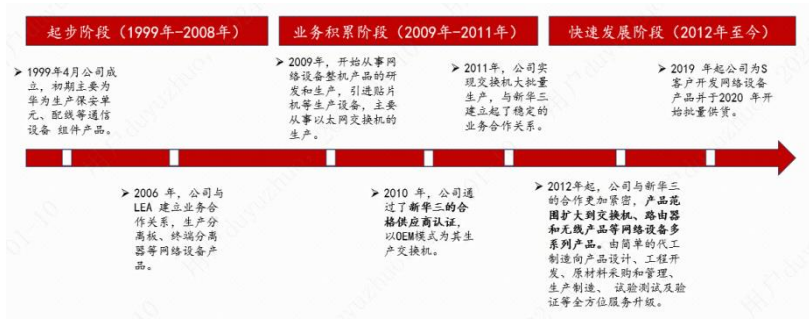 起步阶段（1999年-2008年）
业务积累阶段（2009年-2011年）
快速发展阶段（2012年至今）
➢ 1999年4月公司成
立，初期主要为
华为生产保安单
元、配线等通信
设备 组件产品。
➢ 2009年，开始从事网
络设备整机产品的研
发和生产，引进贴片
机等生产设备，主要
从事以太网交换机的
生产。
➢ 2011年，公司实
现交换机大批量
生产，与新华三
建立起了稳定的
业务合作关系。
➢ 2019 年起公司为S
客户开发网络设备
产品并于2020 年开
始批量供货。
➢ 2006 年，公司与
LEA 建立业务合
作关系，生产分
离板、终端分离
器等网络设备产
品。
➢ 2010 年，公司通
过了新华三的合
格供应商认证，
以OEM模式为其生
产交换机。
➢ 2012年起，公司与新华三
的合作更加紧密，产品范
围扩大到交换机、路由器
和无线产品等网络设备多
系列产品。由简单的代工
制造向产品设计、工程开
发、原材料采购和管理、
生产制造、 试验测试及验
证等全方位服务升级。